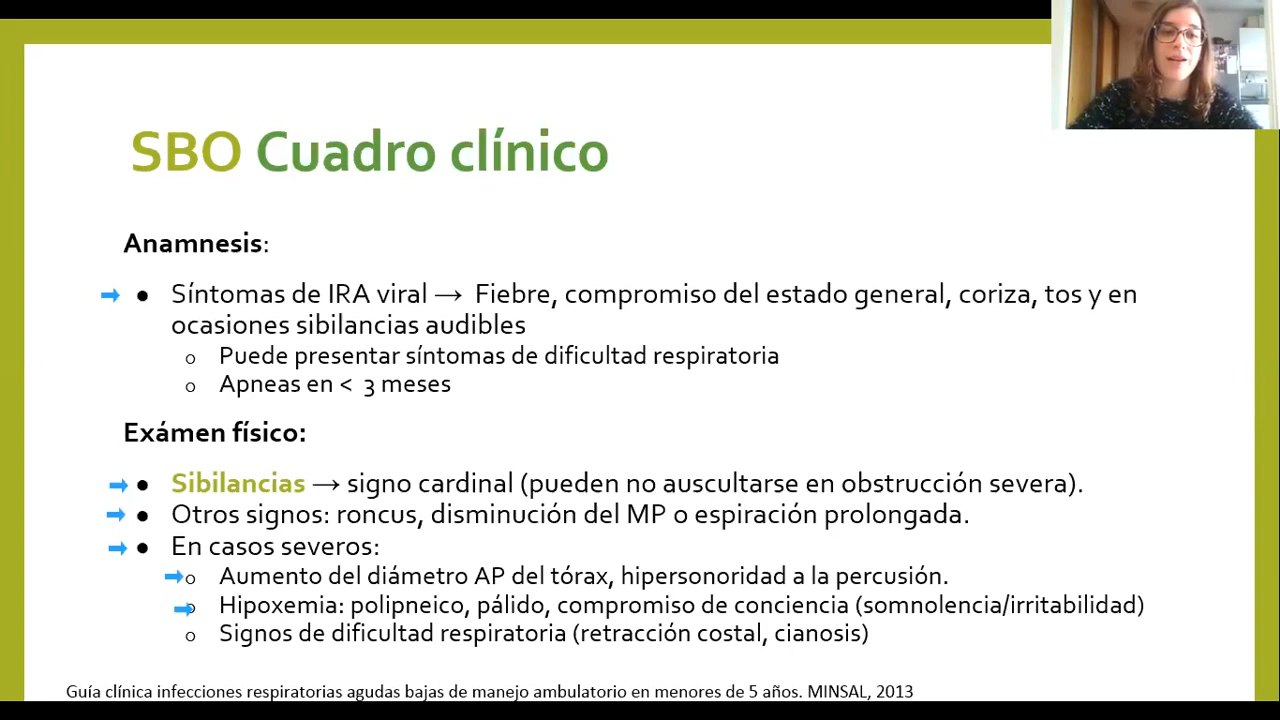 SBO Cuadro clínico
Anamnesis:
● Síntomas de IRA viral → Fiebre, compromiso del estado general, coriza, tos y en
ocasiones sibilancias audibles
o Puede presentar síntomas de dificultad respiratoria
o Apneas en < 3 meses
Exámen físico:
● Sibilancias → signo cardinal (pueden no auscultarse en obstrucción severa).
● Otros signos: roncus, disminución del MP o espiración prolongada.
● En casos severos:
o Aumento del diámetro AP del tórax, hipersonoridad a la percusión.
o Hipoxemia: polipneico, pálido, compromiso de conciencia (somnolencia/irritabilidad)
o Signos de dificultad respiratoria (retracción costal, cianosis)
Guía clínica infecciones respiratorias agudas bajas de manejo ambulatorio en menores de 5 años. MINSAL, 2013